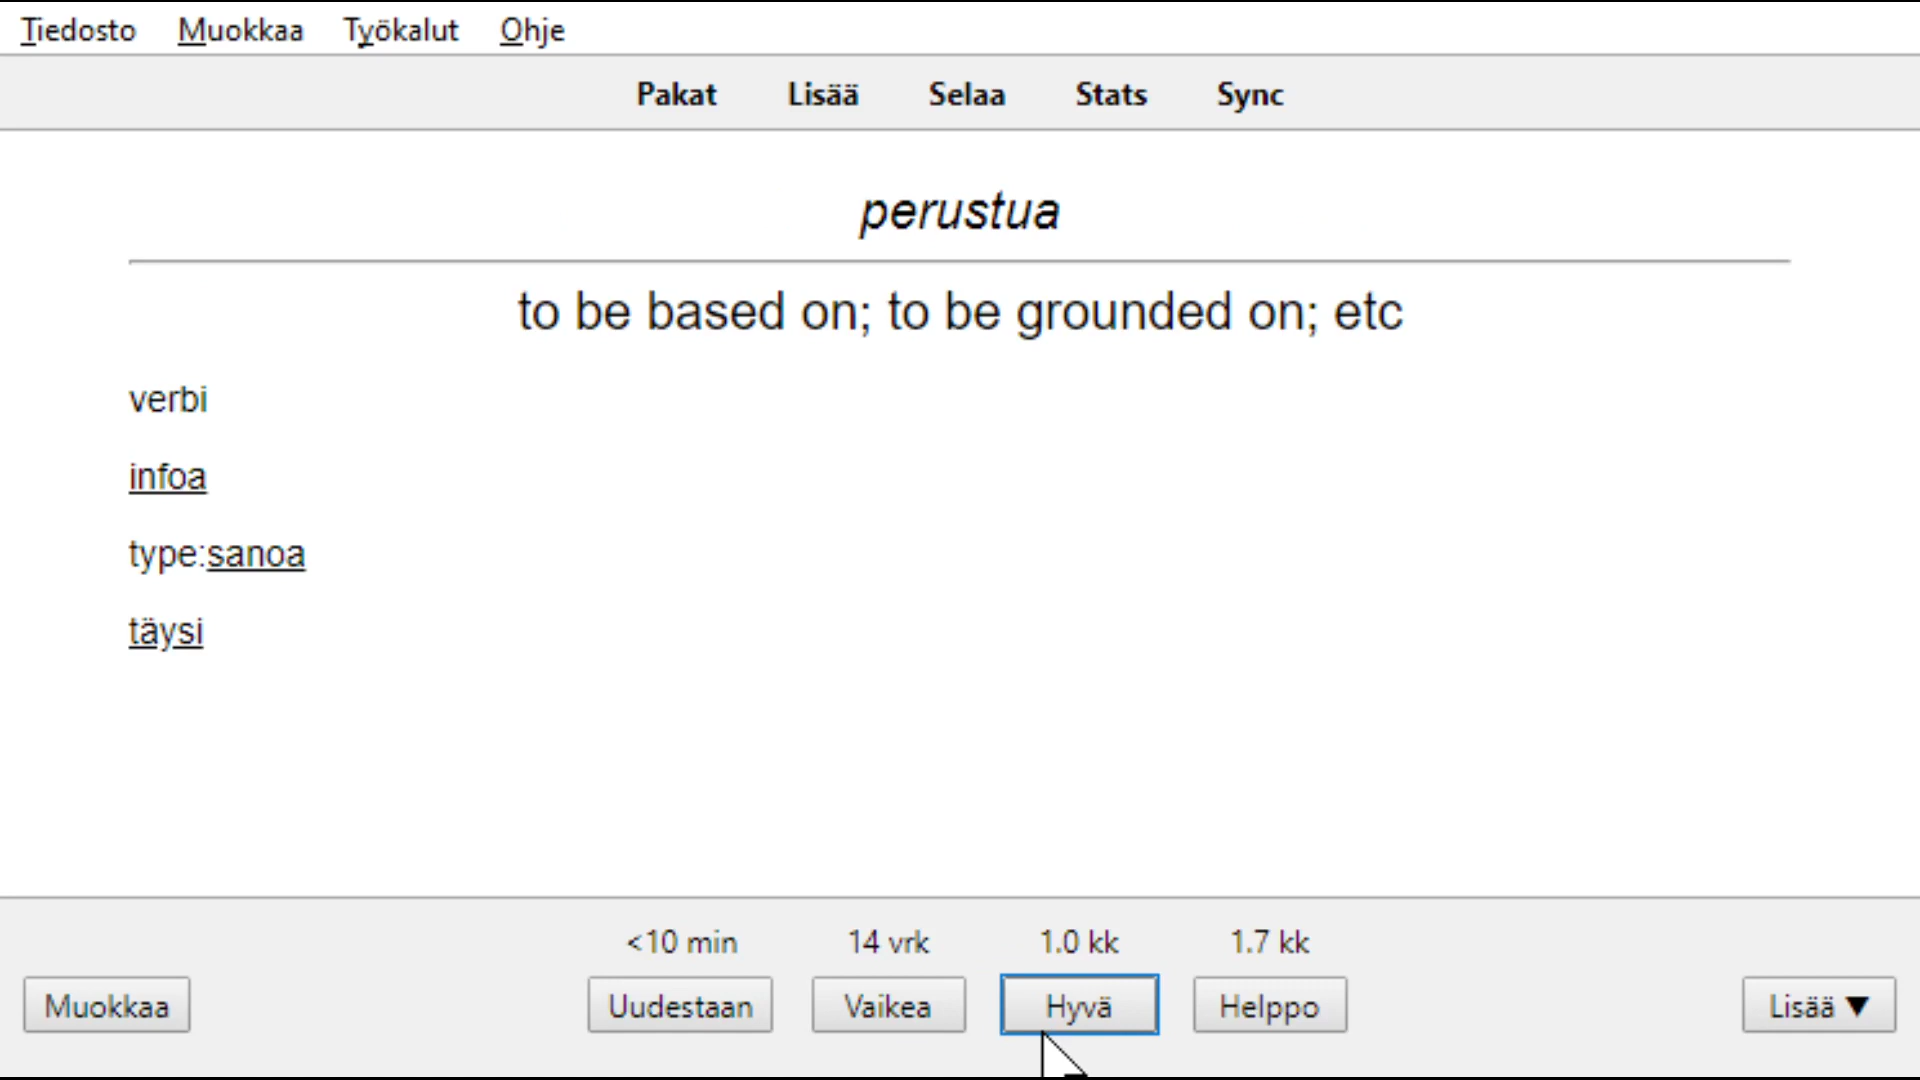 Tiedosto Muokkaa Työkalut Ohje
Pakat Lisää Selaa Stats Sync
perustua
to be based on; to be grounded on; etc
verbi
infoa
type:sanoa
täysi
<10 min 14 vrk 1.0 kk 1.7 kk
Muokkaa Uudestaan Vaikea Hyvä Helppo Lisää ▼